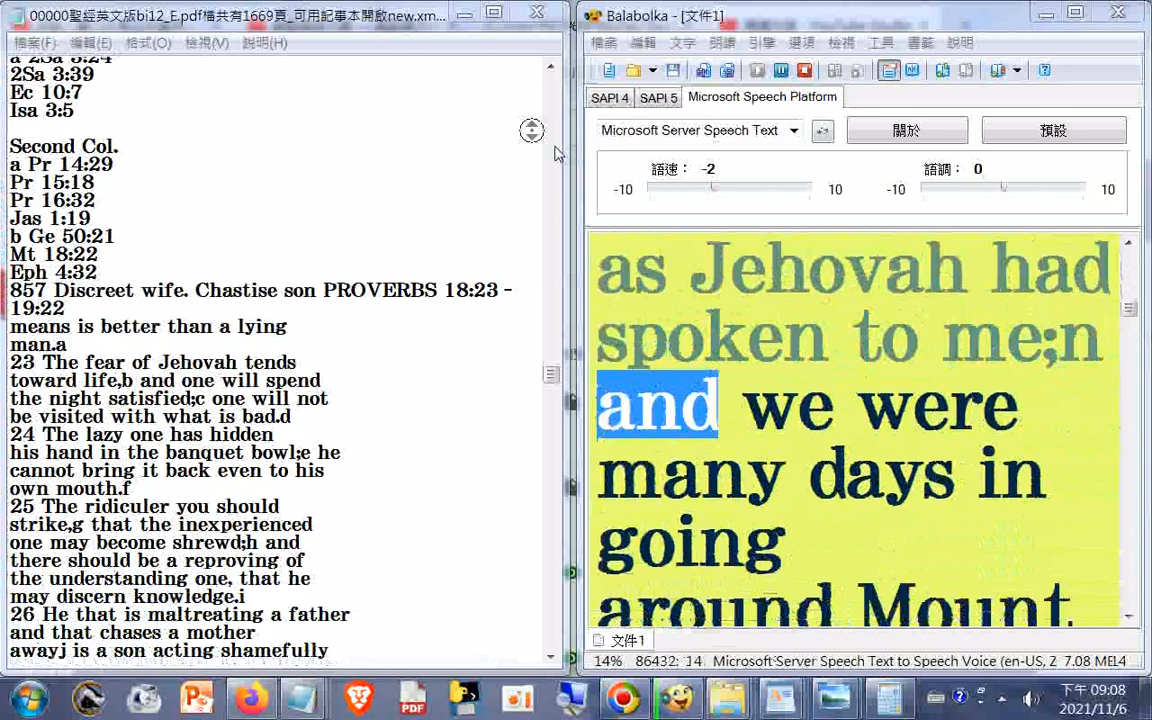 00000聖經英文版bi12_E.pdf檔共有1669頁_可用記事本開啟new.xm...
檔案(F) 編輯(E) 格式(O) 檢視(V) 說明(H)
a 2Sa 3:24
2Sa 3:39
Ec 10:7
Isa 3:5
Second Col.
a Pr 14:29
Pr 15:18
Pr 16:32
Jas 1:19
b Ge 50:21
Mt 18:22
Eph 4:32
857 Discreet wife. Chastise son PROVERBS 18:23 -
19:22
means is better than a lying
man.a
23 The fear of Jehovah tends
toward life,b and one will spend
the night satisfied;c one will not
be visited with what is bad.d
24 The lazy one has hidden
his hand in the banquet bowl;e he
cannot bring it back even to his
own mouth.f
25 The ridiculer you should
strike,g that the inexperienced
one may become shrewd;h and
there should be a reproving of
the understanding one, that he
may discern knowledge.i
26 He that is maltreating a father
and that chases a mother
awayj is a son acting shamefully
Balabolka - [文件1]
檔案 編輯 文字 朗讀 引擎 選項 檢視 工具 書籤 說明
SAPI 4 SAPI 5 Microsoft Speech Platform
Microsoft Server Speech Text 關於 預設
語速: -2 語調: 0
-10 10 -10 10
as Jehovah had
spoken to me;n
and we were
many days in
going
around Mount
文件1
14% 86432: 14 Microsoft Server Speech Text to Speech Voice (en-US, Z 7.08 ME14
PDF
下午 09:08
2021/11/6